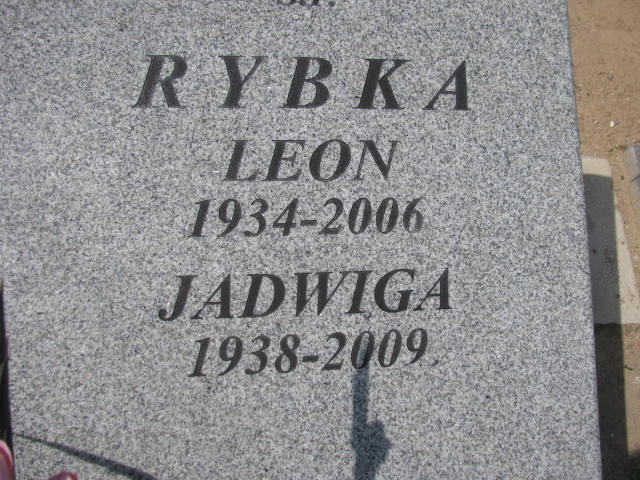 RYBKA
LEON
1934-2006
JADWIGA
1938-2009